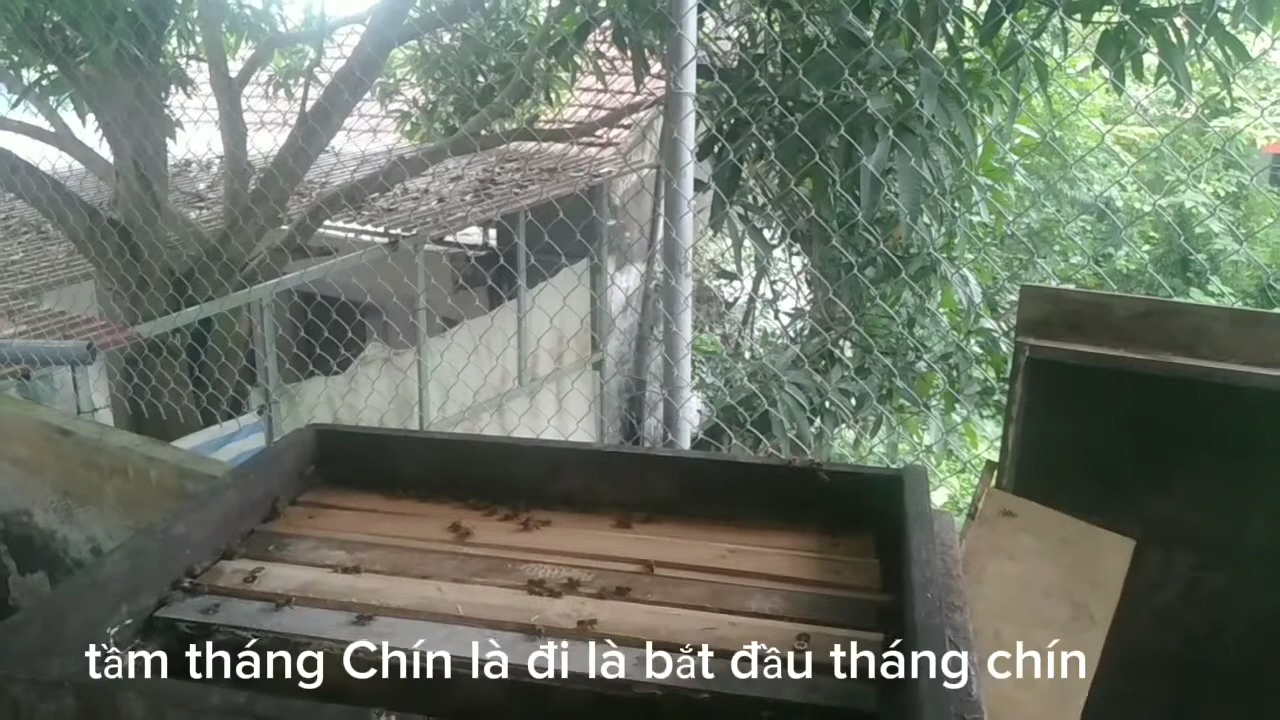 tầm tháng Chín là đi là bắt đầu tháng chín